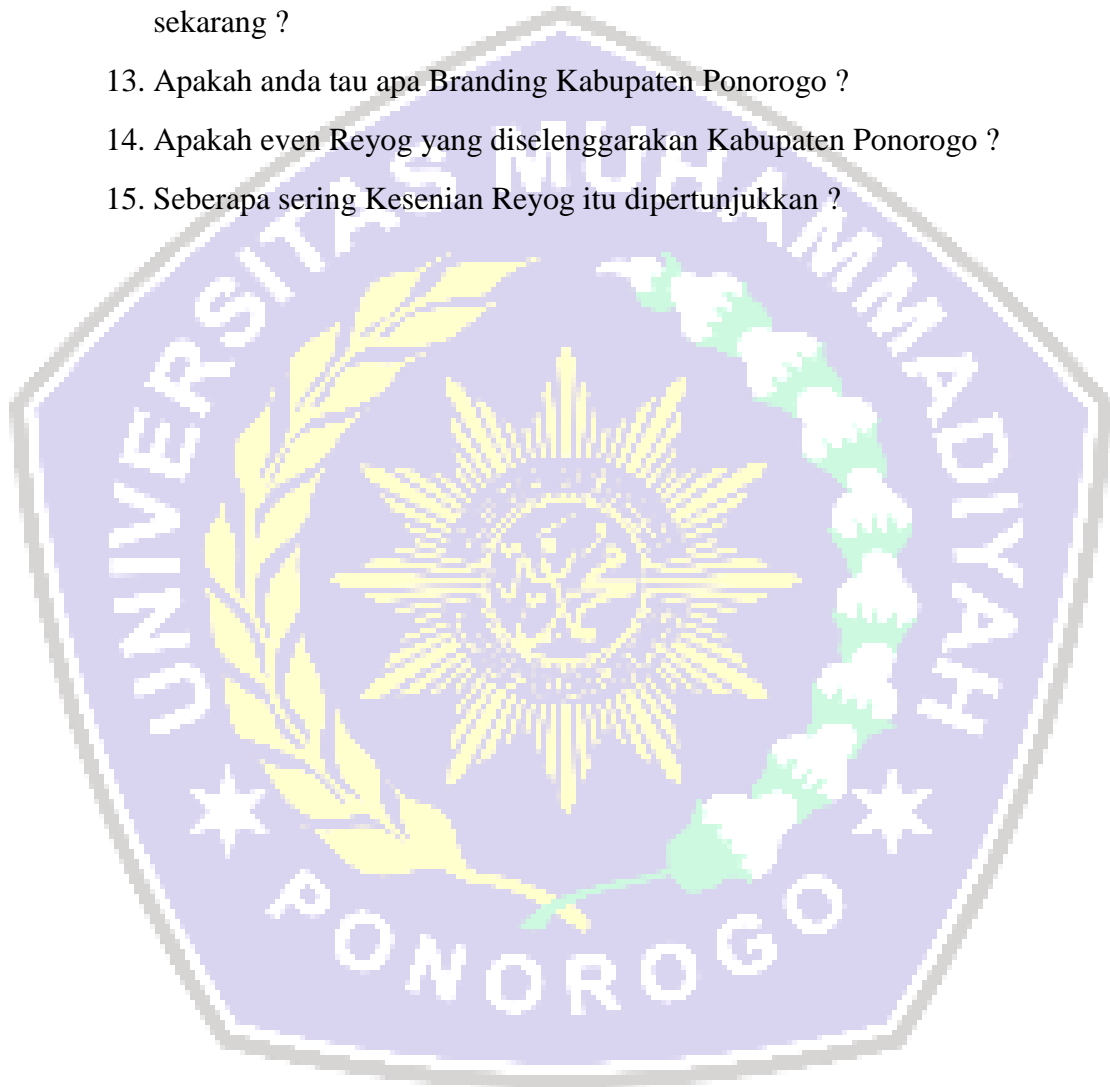 sekarang ?
13. Apakah anda tau apa Branding Kabupaten Ponorogo ?
14. Apakah even Reyog yang diselenggarakan Kabupaten Ponorogo ?
15. Seberapa sering Kesenian Reyog itu dipertunjukkan ?
UNIVERSITAS MUHAMMADIYAH
PONOROGO